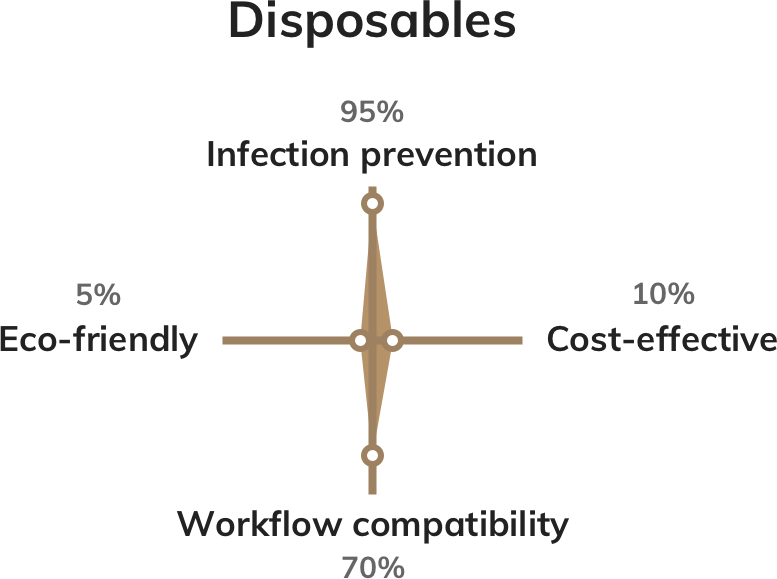 Disposables
95%
Infection prevention
5%
Eco-friendly
10%
Cost-effective
Workflow compatibility
70%